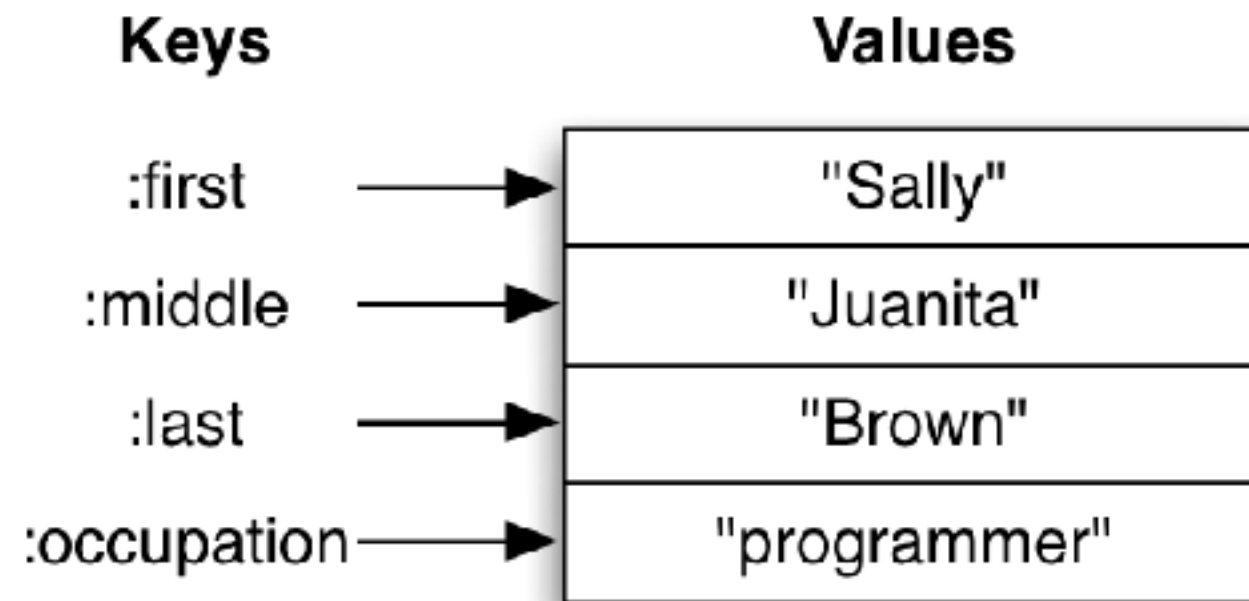 Keys Values
:first "Sally"
:middle "Juanita"
:last "Brown"
:occupation "programmer"